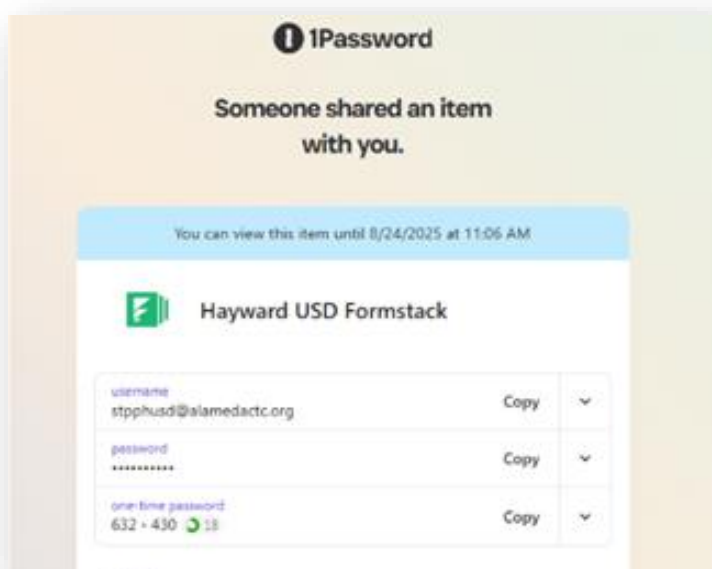 1Password
Someone shared an item
with you.
You can view this item until 8/24/2025 at 11:06 AM
Hayward USD Formstack
username
stpphusd@alamedactc.org
Copy
password
••••••••••
Copy
one-time password
632 • 430 18
Copy